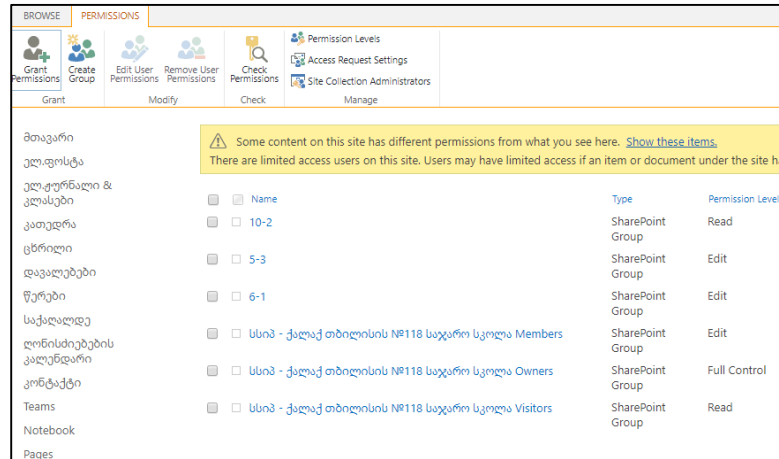 BROWSE PERMISSIONS
Grant Permissions
Create Group
Edit User Permissions
Remove User Permissions
Check Permissions
Permission Levels
Access Request Settings
Site Collection Administrators
Grant Modify Check Manage
მთავარი
ელ.ფოსტა
ელ.ჟურნალი &
კლასები
კათედრა
ცხრილი
დავალებები
წერები
საქაღალდე
ღონისძიებების
კალენდარი
კონტაქტი
Teams
Notebook
Pages
Some content on this site has different permissions from what you see here. Show these items.
There are limited access users on this site. Users may have limited access if an item or document under the site h
Name Type Permission Level
10-2 SharePoint Group Read
5-3 SharePoint Group Edit
6-1 SharePoint Group Edit
სსიპ - ქალაქ თბილისის №118 საჯარო სკოლა Members SharePoint Group Edit
სსიპ - ქალაქ თბილისის №118 საჯარო სკოლა Owners SharePoint Group Full Control
სსიპ - ქალაქ თბილისის №118 საჯარო სკოლა Visitors SharePoint Group Read